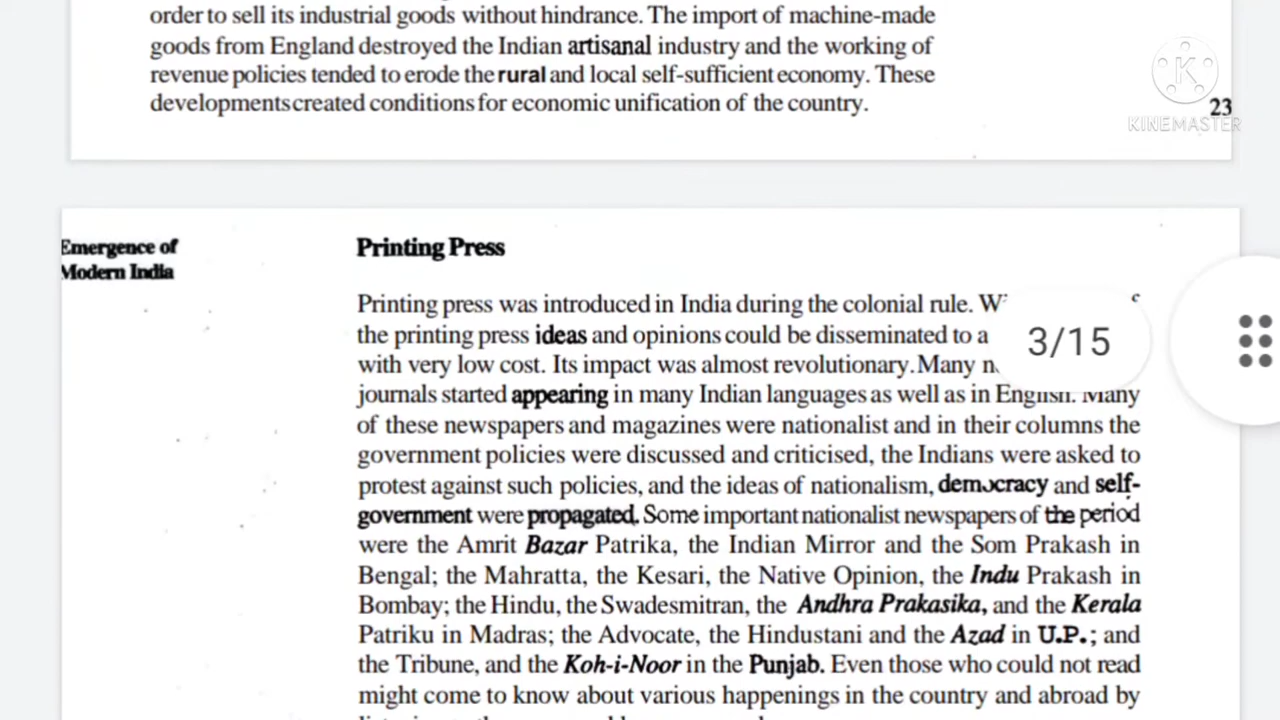 order to sell its industrial goods without hindrance. The import of machine-made
goods from England destroyed the Indian artisanal industry and the working of
revenue policies tended to erode the rural and local self-sufficient economy. These
developments created conditions for economic unification of the country.
23
KINEMASTER
Emergence of
Modern India
Printing Press
Printing press was introduced in India during the colonial rule.
the printing press ideas and opinions could be disseminated to a
3/15
with very low cost. Its impact was almost revolutionary. Many
journals started appearing in many Indian languages as well as in English. Many
of these newspapers and magazines were nationalist and in their columns the
government policies were discussed and criticised, the Indians were asked to
protest against such policies, and the ideas of nationalism, democracy and self-
government were propagated. Some important nationalist newspapers of the period
were the Amrit Bazar Patrika, the Indian Mirror and the Som Prakash in
Bengal; the Mahratta, the Kesari, the Native Opinion, the Indu Prakash in
Bombay; the Hindu, the Swadesmitran, the Andhra Prakasika, and the Kerala
Patriku in Madras; the Advocate, the Hindustani and the Azad in U.P.; and
the Tribune, and the Koh-i-Noor in the Punjab. Even those who could not read
might come to know about various happenings in the country and abroad by